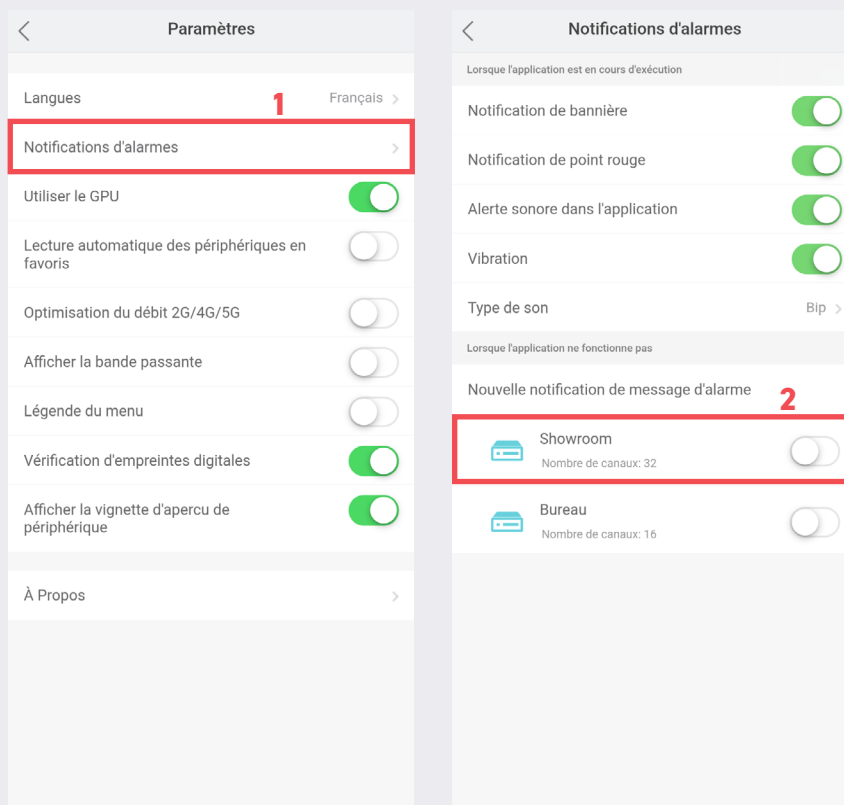 Paramètres
Langues
1
Français
Notifications d'alarmes
Utiliser le GPU
Lecture automatique des périphériques en
favoris
Optimisation du débit 2G/4G/5G
Afficher la bande passante
Légende du menu
Vérification d'empreintes digitales
Afficher la vignette d'apercu de
périphérique
À Propos
Notifications d'alarmes
Lorsque l'application est en cours d'exécution
Notification de bannière
Notification de point rouge
Alerte sonore dans l'application
Vibration
Type de son
Bip
Lorsque l'application ne fonctionne pas
Nouvelle notification de message d'alarme
2
Showroom
Nombre de canaux: 32
Bureau
Nombre de canaux: 16